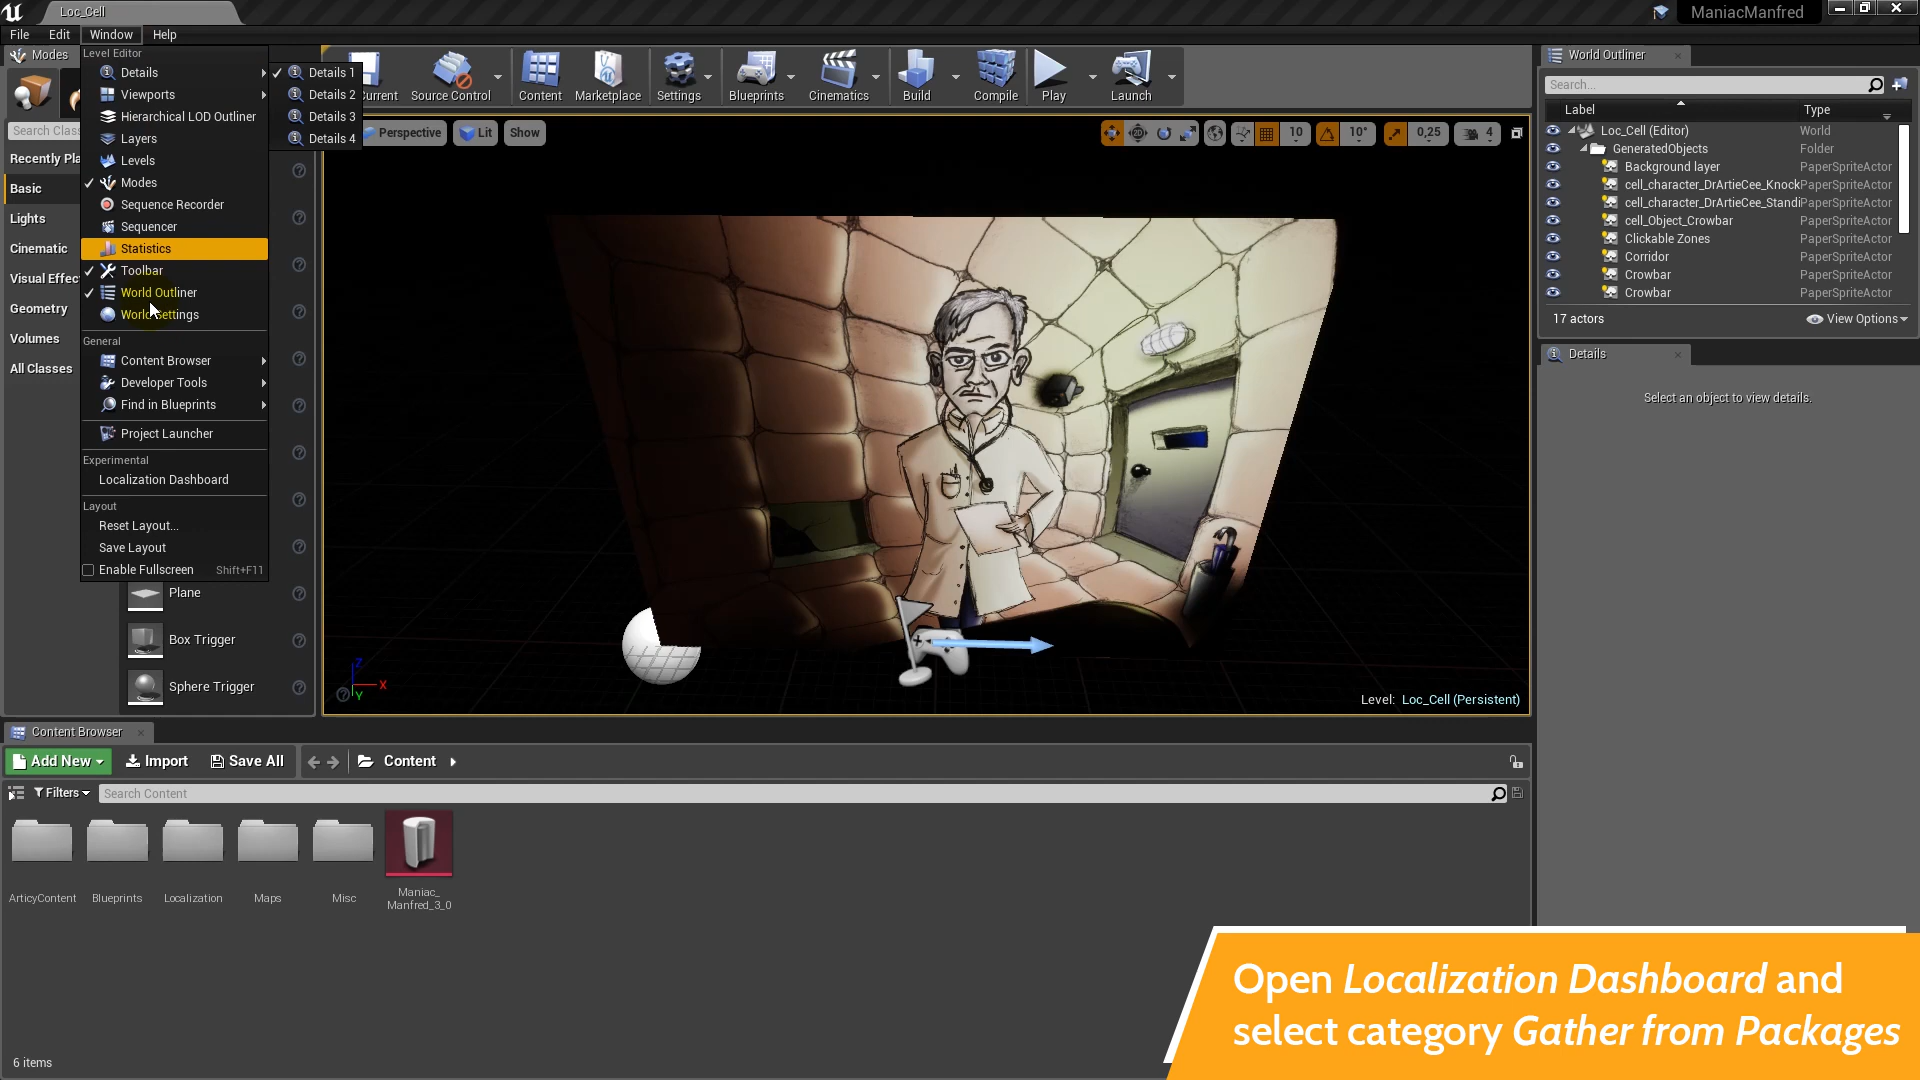 Loc_Cell
ManiacManfred
File Edit Window Help
Modes
Search Clas
Recently Pla
Basic
Lights
Cinematic
Visual Effec
Geometry
Volumes
All Classes
Level Editor
Details
Viewports
Hierarchical LOD Outliner
Layers
Levels
Modes
Sequence Recorder
Sequencer
Statistics
Toolbar
World Outliner
World Settings
General
Content Browser
Developer Tools
Find in Blueprints
Project Launcher
Experimental
Localization Dashboard
Layout
Reset Layout...
Save Layout
Enable Fullscreen Shift+F11
Details 1
Details 2
Details 3
Details 4
Plane
Box Trigger
Sphere Trigger
urrent Source Control Content Marketplace Settings Blueprints Cinematics Build Compile Play Launch
Perspective Lit Show 10 10° 0,25 4
Z
X
Y
Level: Loc_Cell (Persistent)
World Outliner
Search...
Label Type
Loc_Cell (Editor) World
GeneratedObjects Folder
Background layer PaperSpriteActor
cell_character_DrArtieCee_Knock PaperSpriteActor
cell_character_DrArtieCee_Standi PaperSpriteActor
cell_Object_Crowbar PaperSpriteActor
Clickable Zones PaperSpriteActor
Corridor PaperSpriteActor
Crowbar PaperSpriteActor
Crowbar PaperSpriteActor
17 actors View Options
Details
Select an object to view details.
Content Browser
Add New Import Save All Content
Filters Search Content
ArticyContent Blueprints Localization Maps Misc Maniac_
Manfred_3_0
6 items
Open Localization Dashboard and
select category Gather from Packages